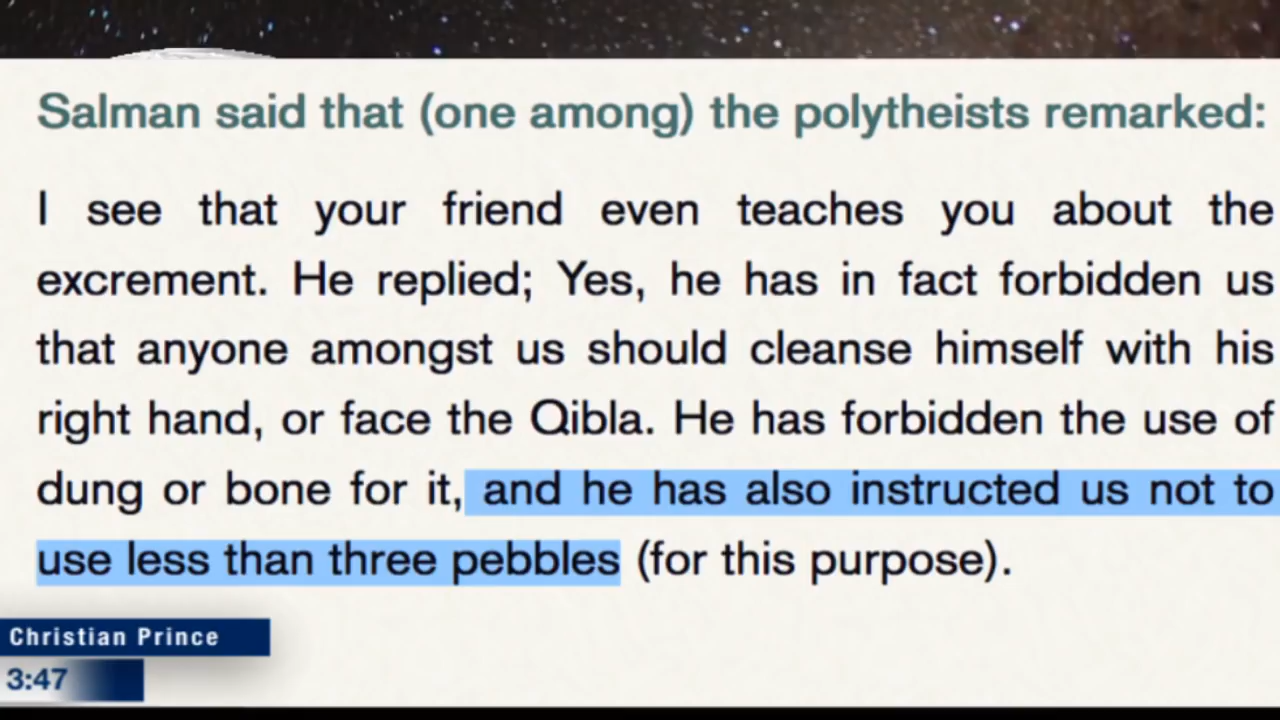 Salman said that (one among) the polytheists remarked:
I see that your friend even teaches you about the
excrement. He replied; Yes, he has in fact forbidden us
that anyone amongst us should cleanse himself with his
right hand, or face the Qibla. He has forbidden the use of
dung or bone for it, and he has also instructed us not to
use less than three pebbles (for this purpose).
Christian Prince
3:47